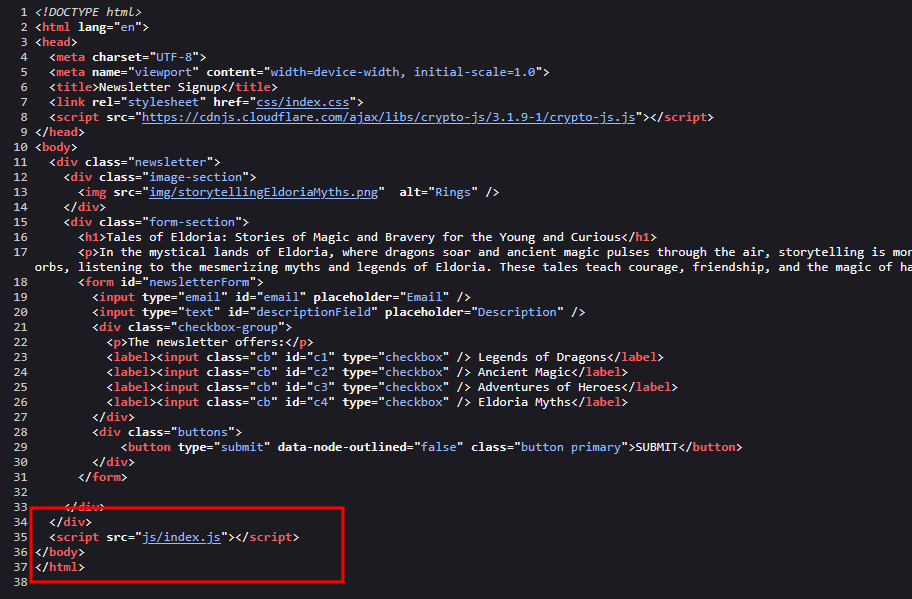 1 <!DOCTYPE html>
2 <html lang="en">
3 <head>
4 <meta charset="UTF-8">
5 <meta name="viewport" content="width=device-width, initial-scale=1.0">
6 <title>Newsletter Signup</title>
7 <link rel="stylesheet" href="css/index.css">
8 <script src="https://cdnjs.cloudflare.com/ajax/libs/crypto-js/3.1.9-1/crypto-js.js"></script>
9 </head>
10 <body>
11 <div class="newsletter">
12 <div class="image-section">
13 <img src="img/storytellingEldoriaMyths.png"  alt="Rings" />
14 </div>
15 <div class="form-section">
16 <h1>Tales of Eldoria: Stories of Magic and Bravery for the Young and Curious</h1>
17 <p>In the mystical lands of Eldoria, where dragons soar and ancient magic pulses through the air, storytelling is mor
orbs, listening to the mesmerizing myths and legends of Eldoria. These tales teach courage, friendship, and the magic of ha
18 <form id="newsletterForm">
19 <input type="email" id="email" placeholder="Email" />
20 <input type="text" id="descriptionField" placeholder="Description" />
21 <div class="checkbox-group">
22 <p>The newsletter offers:</p>
23 <label><input class="cb" id="c1" type="checkbox" /> Legends of Dragons</label>
24 <label><input class="cb" id="c2" type="checkbox" /> Ancient Magic</label>
25 <label><input class="cb" id="c3" type="checkbox" /> Adventures of Heroes</label>
26 <label><input class="cb" id="c4" type="checkbox" /> Eldoria Myths</label>
27 </div>
28 <div class="buttons">
29 <button type="submit" data-node-outlined="false" class="button primary">SUBMIT</button>
30 </div>
31 </form>
32
33 </div>
34 </div>
35 <script src="js/index.js"></script>
36 </body>
37 </html>
38